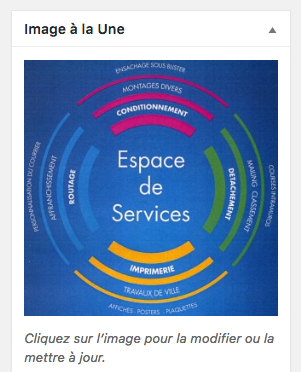 Image à la Une
ENSACHAGE SOUS BLISTER
MONTAGES DIVERS
CONDITIONNEMENT
PERSONNALISATION DU COURRIER
AFFRANCHISSEMENT
ROUTAGE
Espace
de
Services
DÉTACHEMENT
MAILING CLASSEMENT
COURSES INTRAMUROS
IMPRIMERIE
TRAVAUX DE VILLE
AFFICHES - POSTERS - PLAQUETTES
Cliquez sur l’image pour la modifier ou la
mettre à jour.